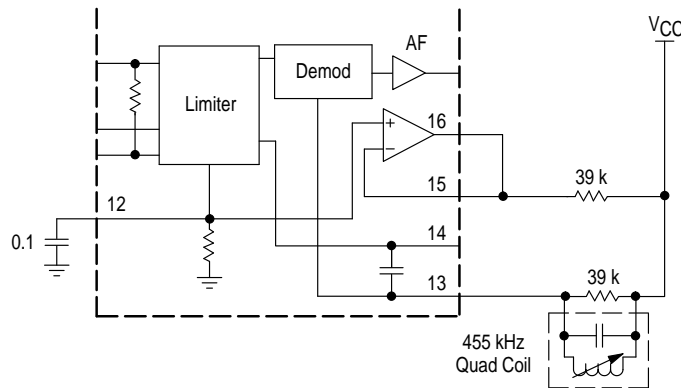 VCC
AF
Demod
Limiter
+
−
16
15
39 k
12
0.1
14
13
39 k
455 kHz
Quad Coil